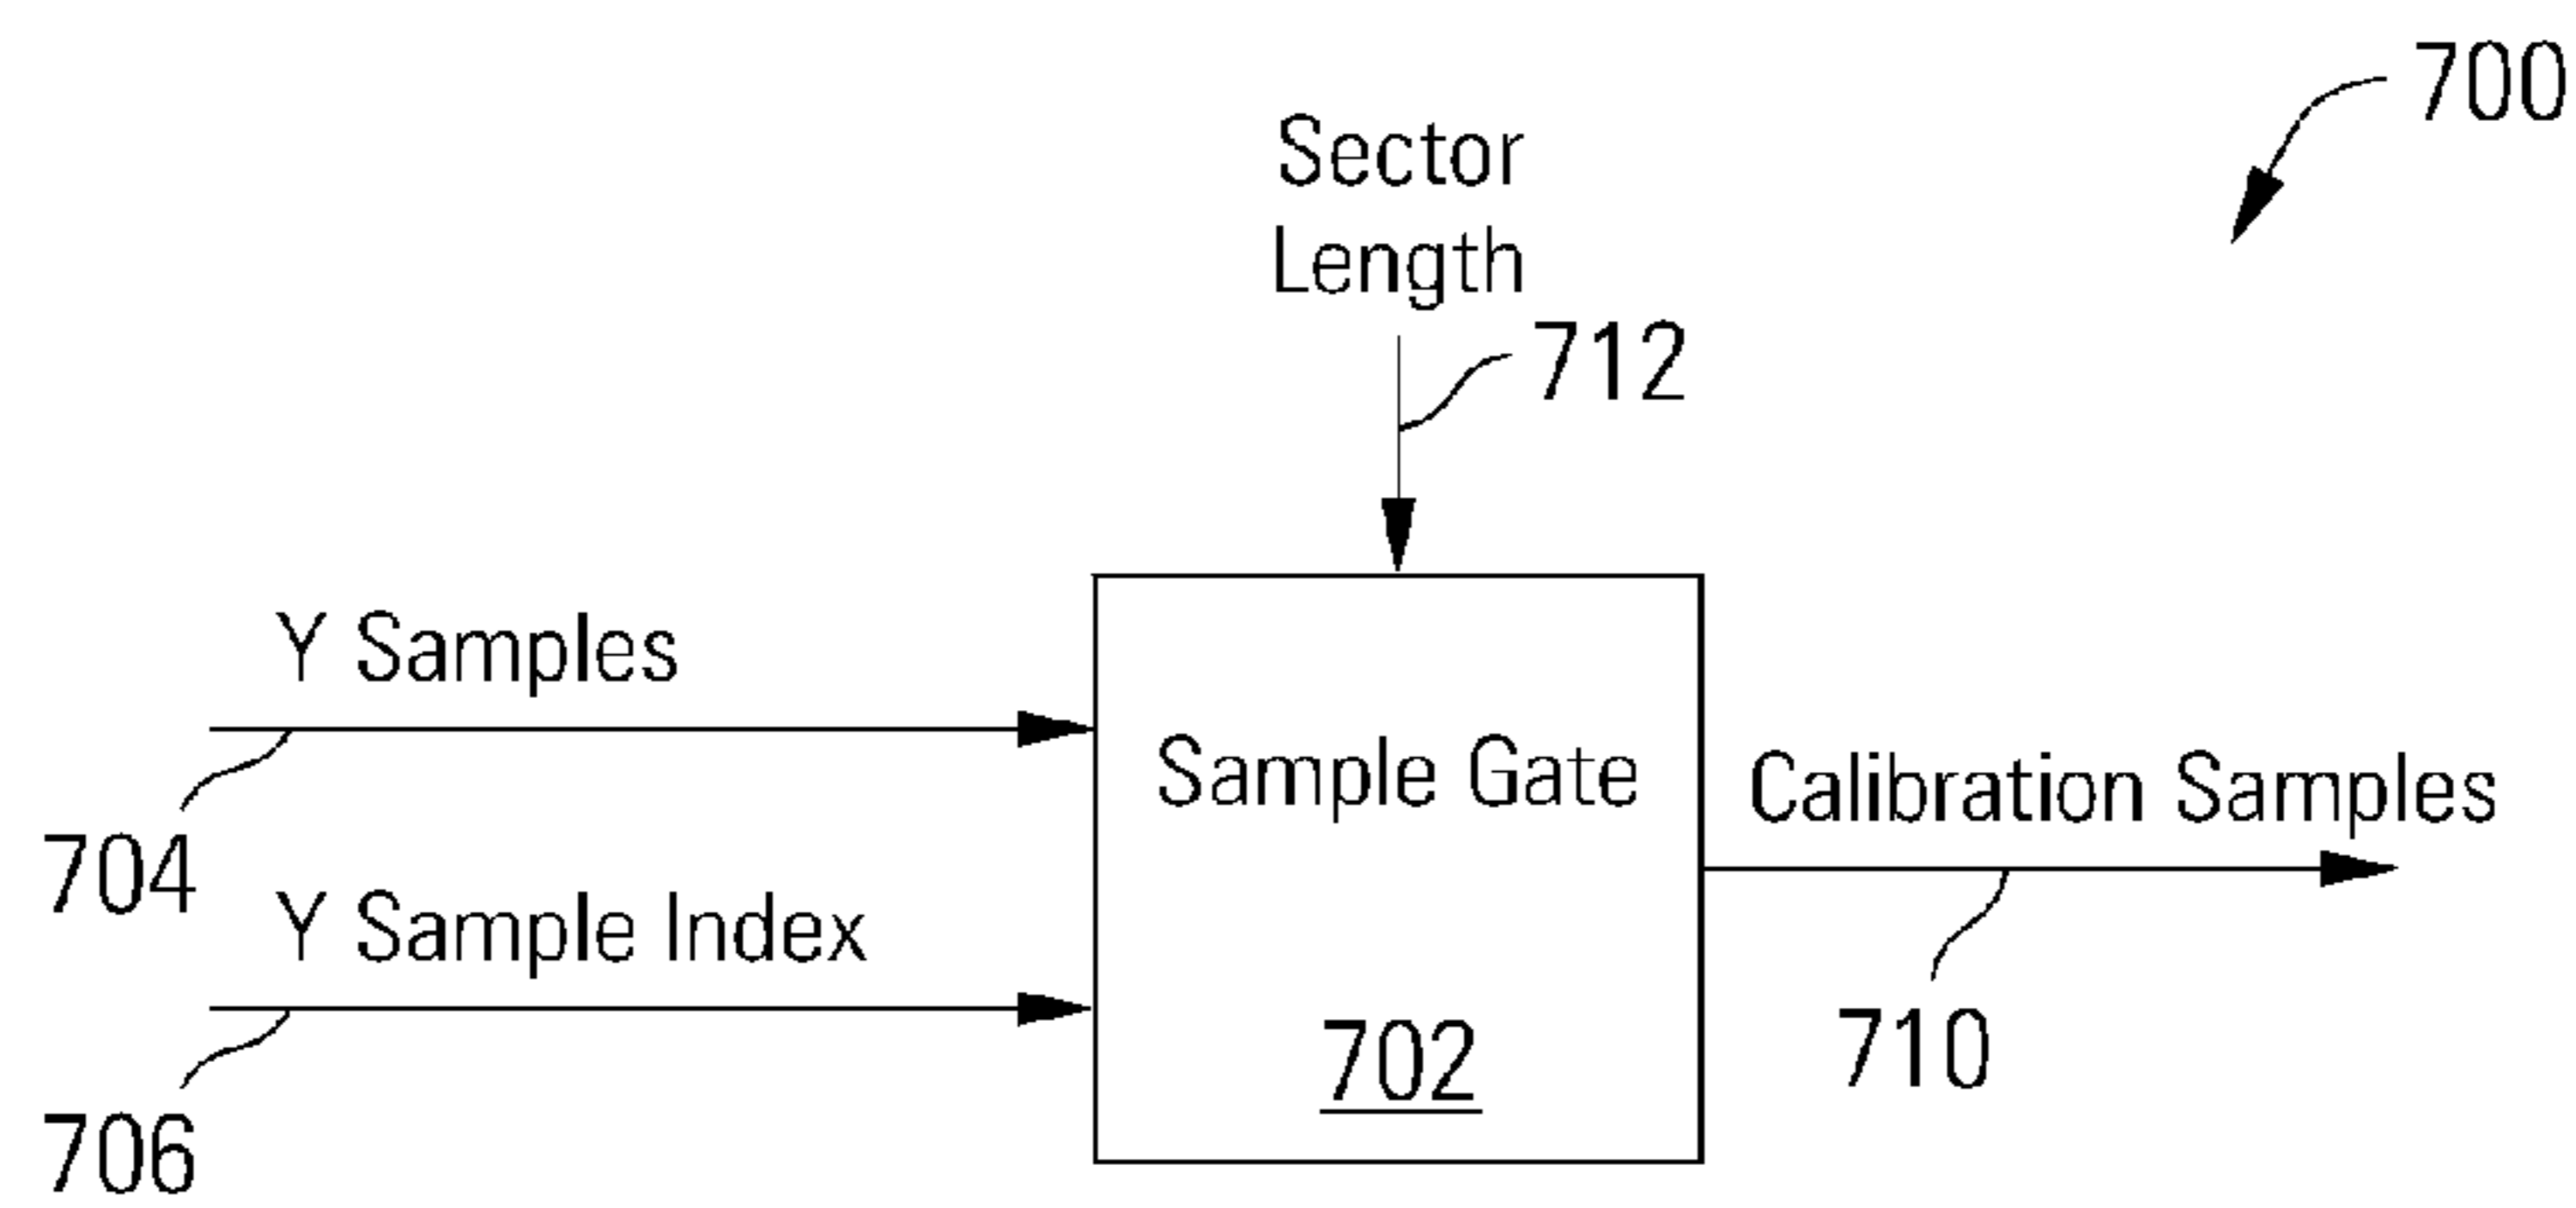 700
Sector
Length
712
Y Samples
704
Y Sample Index
706
Sample Gate
702
Calibration Samples
710